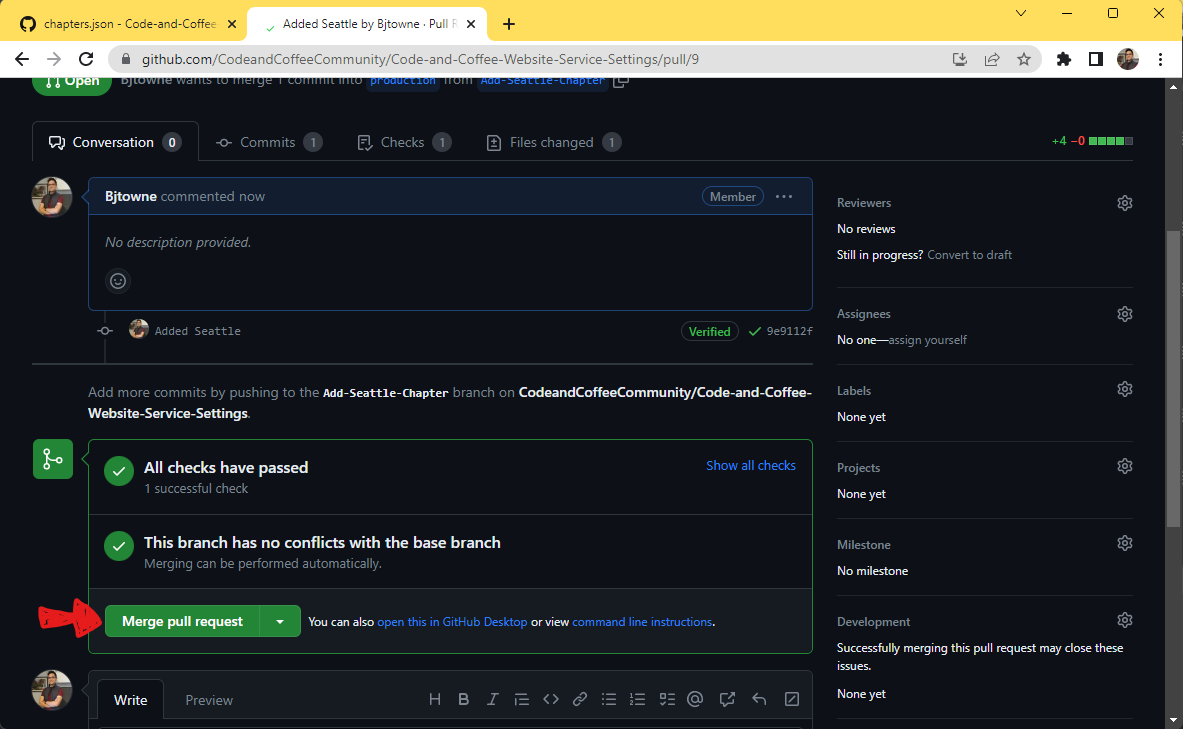 chapters.json - Code-and-Coffee
Added Seattle by Bjtowne · Pull R
github.com/CodeandCoffeeCommunity/Code-and-Coffee-Website-Service-Settings/pull/9
Open
Bjtowne wants to merge 1 commit into production from Add-Seattle-Chapter
Conversation 0
Commits 1
Checks 1
Files changed 1
+4 −0
Bjtowne commented now
Member
No description provided.
Added Seattle
Verified
9e9112f
Add more commits by pushing to the Add-Seattle-Chapter branch on CodeandCoffeeCommunity/Code-and-Coffee-
Website-Service-Settings.
All checks have passed
Show all checks
1 successful check
This branch has no conflicts with the base branch
Merging can be performed automatically.
Merge pull request
You can also open this in GitHub Desktop or view command line instructions.
Write
Preview
Reviewers
No reviews
Still in progress? Convert to draft
Assignees
No one—assign yourself
Labels
None yet
Projects
None yet
Milestone
No milestone
Development
Successfully merging this pull request may close these
issues.
None yet